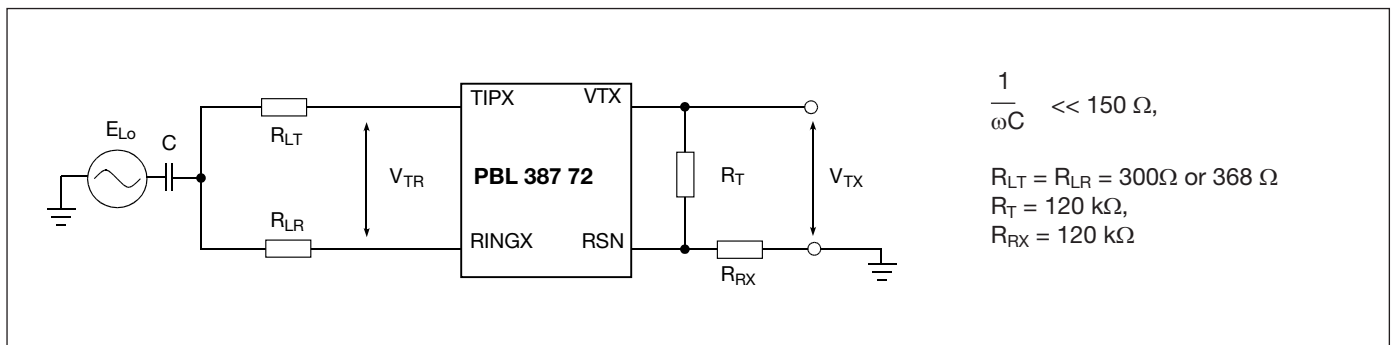 E_Lo
C
R_LT
R_LR
V_TR
TIPX
VTX
PBL 387 72
RINGX
RSN
R_T
R_RX
V_TX
1
ωC
<< 150 Ω,
R_LT = R_LR = 300Ω or 368 Ω
R_T = 120 kΩ,
R_RX = 120 kΩ